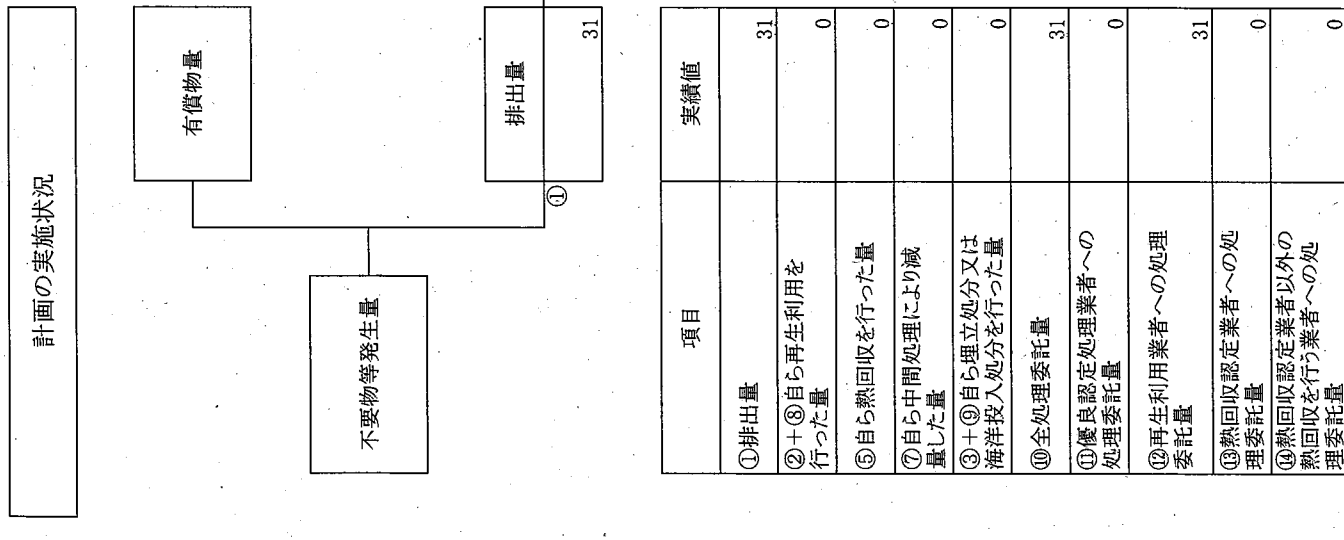 計画の実施状況
有償物量
不要物等発生量
①
排出量
31
項目
実績値
①排出量
31
②+⑧自ら再生利用を
行った量
0
⑤自ら熱回収を行った量
0
⑦自ら中間処理により減
量した量
0
③+⑨自ら埋立処分又は
海洋投入処分を行った量
0
⑩全処理委託量
31
⑪優良認定処理業者への
処理委託量
0
⑫再生利用業者への処理
委託量
31
⑬熱回収認定業者への処
理委託量
0
⑭熱回収認定業者以外の
熱回収を行う業者への処
理委託量
0